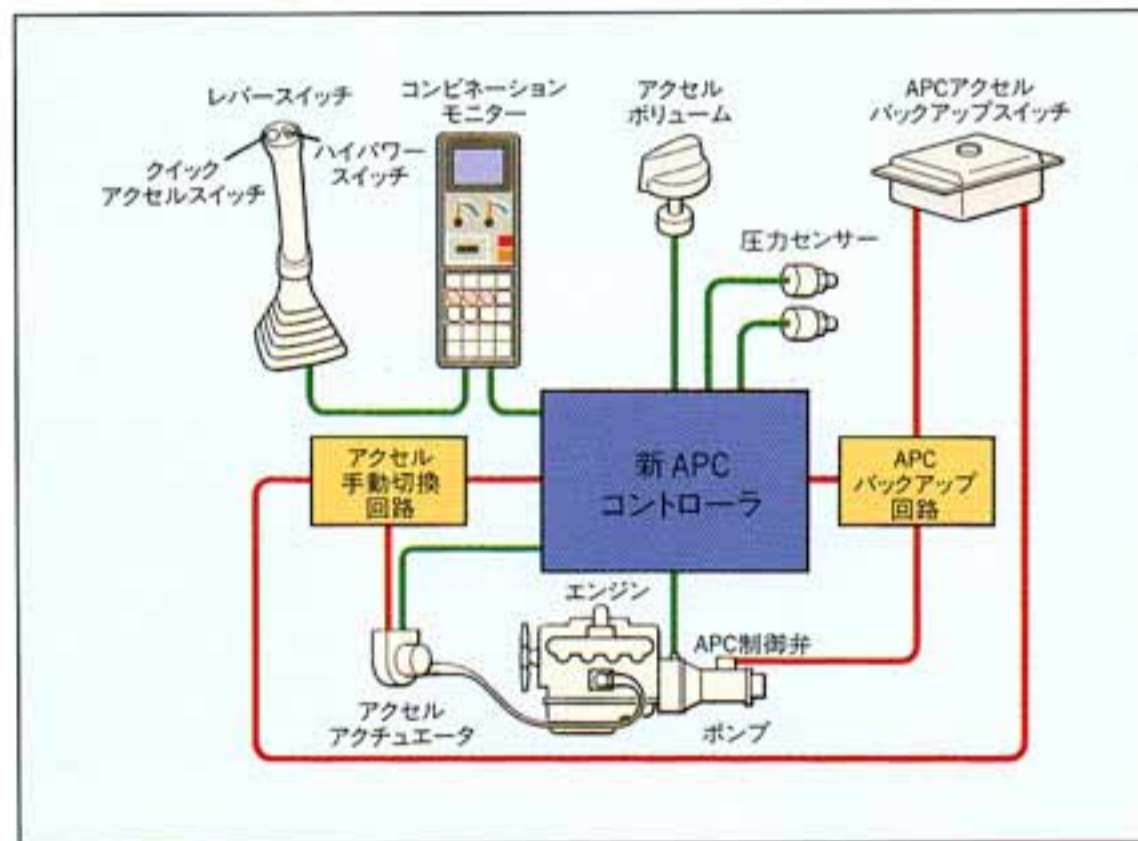 レバースイッチ
クイック
アクセルスイッチ
ハイパワー
スイッチ
コンビネーション
モニター
アクセル
ボリューム
APCアクセル
バックアップスイッチ
圧力センサー
アクセル
手動切換
回路
新APC
コントローラ
APC
バックアップ
回路
エンジン
APC制御弁
アクセル
アクチュエータ
ポンプ